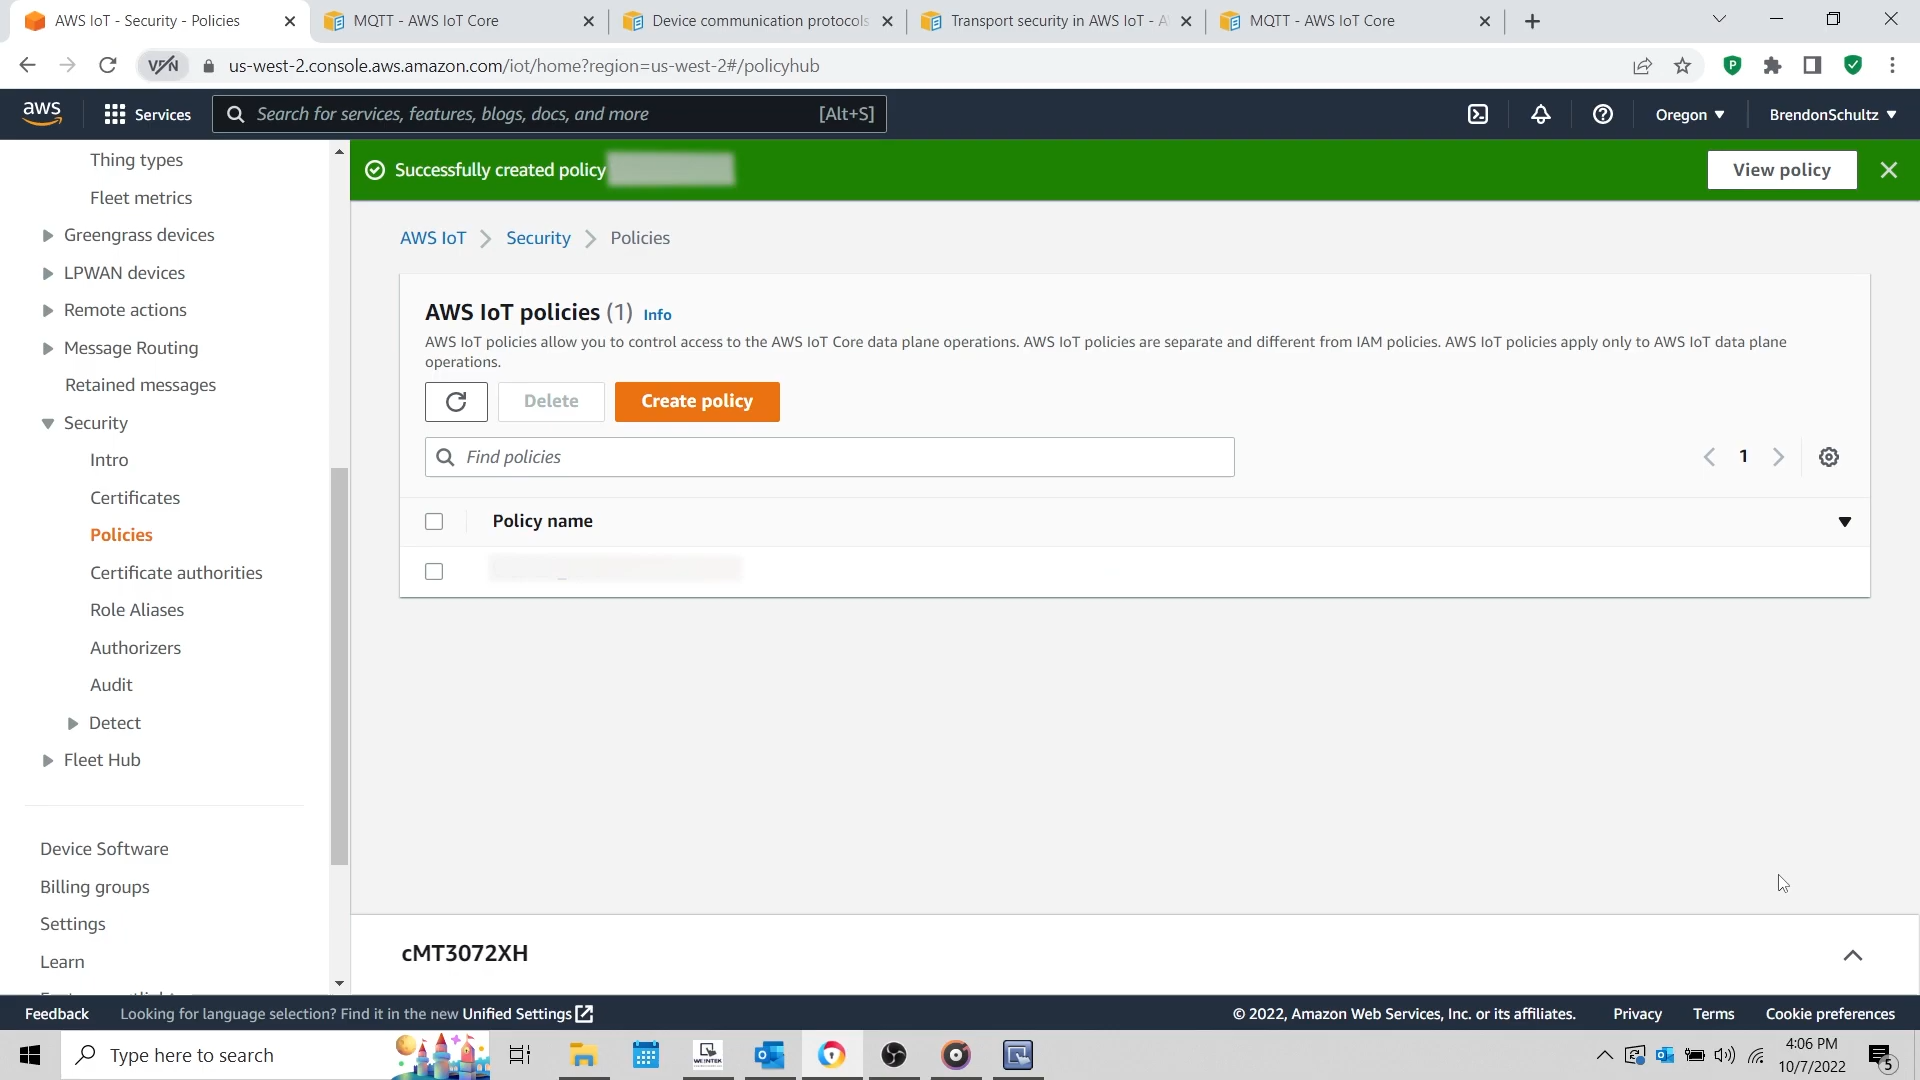 AWS IoT - Security - Policies
MQTT - AWS IoT Core
Device communication protocols
Transport security in AWS IoT - A
MQTT - AWS IoT Core
VPN
us-west-2.console.aws.amazon.com/iot/home?region=us-west-2#/policyhub
aws
Services
Search for services, features, blogs, docs, and more
[Alt+S]
Oregon
BrendonSchultz
Thing types
Fleet metrics
Greengrass devices
LPWAN devices
Remote actions
Message Routing
Retained messages
Security
Intro
Certificates
Policies
Certificate authorities
Role Aliases
Authorizers
Audit
Detect
Fleet Hub
Device Software
Billing groups
Settings
Learn
Successfully created policy
View policy
AWS IoT
Security
Policies
AWS IoT policies (1) Info
AWS IoT policies allow you to control access to the AWS IoT Core data plane operations. AWS IoT policies are separate and different from IAM policies. AWS IoT policies apply only to AWS IoT data plane
operations.
Delete
Create policy
Find policies
1
Policy name
cMT3072XH
Feedback
Looking for language selection? Find it in the new Unified Settings
© 2022, Amazon Web Services, Inc. or its affiliates.
Privacy
Terms
Cookie preferences
Type here to search
WEINTEK
4:06 PM
10/7/2022
5